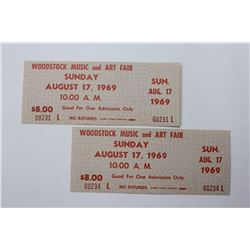 WOODSTOCK MUSIC and ART FAIR
SUNDAY
AUGUST 17, 1969
10:00 A. M.
$8.00 Good For One Admission Only
00231 L NO REFUNDS
SUN.
AUG. 17
1969
00231 L
WOODSTOCK MUSIC and ART FAIR
SUNDAY
AUGUST 17, 1969
10:00 A. M.
$8.00 Good For One Admission Only
00234 L NO REFUNDS
SUN.
AUG. 17
1969
00234 L